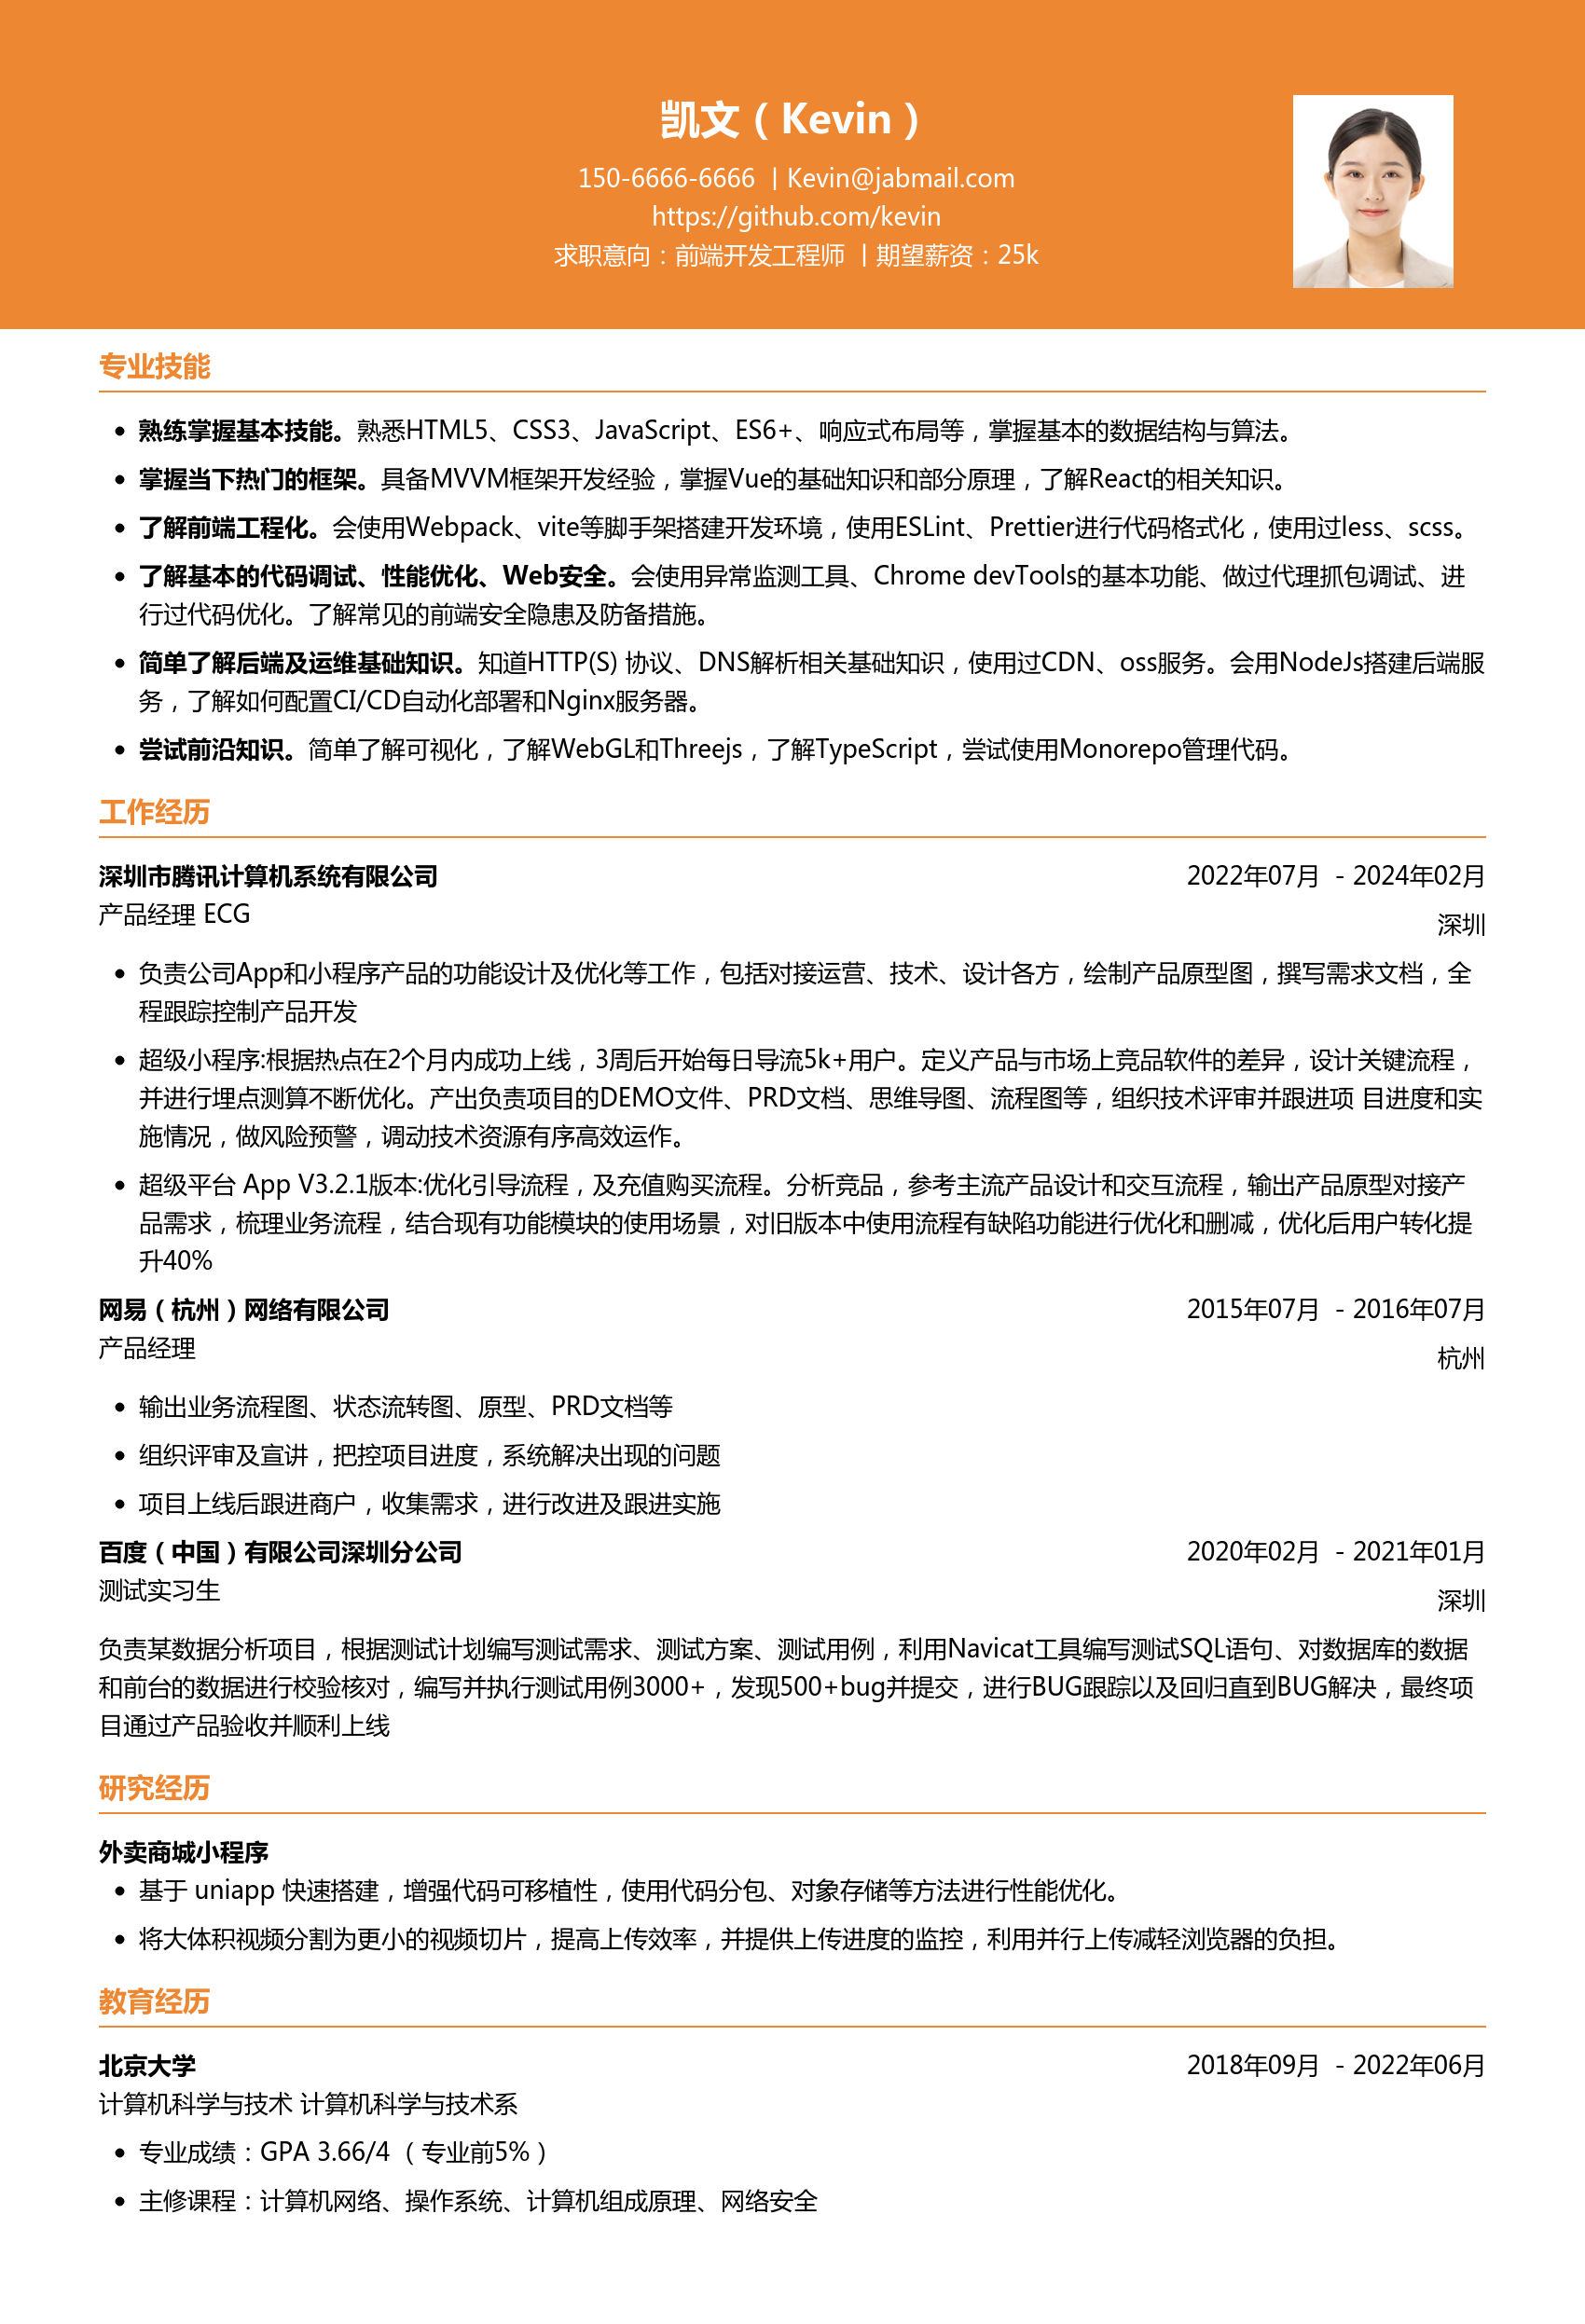 凯文（Kevin）
150-6666-6666 | Kevin@jabmail.com
https://github.com/kevin
求职意向：前端开发工程师 | 期望薪资：25k
专业技能
• 熟练掌握基本技能。熟悉HTML5、CSS3、JavaScript、ES6+、响应式布局等，掌握基本的数据结构与算法。
• 掌握当下热门的框架。具备MVVM框架开发经验，掌握Vue的基础知识和部分原理，了解React的相关知识。
• 了解前端工程化。会使用Webpack、vite等脚手架搭建开发环境，使用ESLint、Prettier进行代码格式化，使用过less、scss。
• 了解基本的代码调试、性能优化、Web安全。会使用异常监测工具、Chrome devTools的基本功能、做过代理抓包调试、进
行过代码优化。了解常见的前端安全隐患及防备措施。
• 简单了解后端及运维基础知识。知道HTTP(S) 协议、DNS解析相关基础知识，使用过CDN、oss服务。会用NodeJs搭建后端服
务，了解如何配置CI/CD自动化部署和Nginx服务器。
• 尝试前沿知识。简单了解可视化，了解WebGL和Threejs，了解TypeScript，尝试使用Monorepo管理代码。
工作经历
深圳市腾讯计算机系统有限公司 2022年07月 - 2024年02月
产品经理 ECG
深圳
• 负责公司App和小程序产品的功能设计及优化等工作，包括对接运营、技术、设计各方，绘制产品原型图，撰写需求文档，全
程跟踪控制产品开发
• 超级小程序:根据热点在2个月内成功上线，3周后开始每日导流5k+用户。定义产品与市场上竞品软件的差异，设计关键流程，
并进行埋点测算不断优化。产出负责项目的DEMO文件、PRD文档、思维导图、流程图等，组织技术评审并跟进项 目进度和实
施情况，做风险预警，调动技术资源有序高效运作。
• 超级平台 App V3.2.1版本:优化引导流程，及充值购买流程。分析竞品，参考主流产品设计和交互流程，输出产品原型对接产
品需求，梳理业务流程，结合现有功能模块的使用场景，对旧版本中使用流程有缺陷功能进行优化和删减，优化后用户转化提
升40%
网易（杭州）网络有限公司 2015年07月 - 2016年07月
产品经理
杭州
• 输出业务流程图、状态流转图、原型、PRD文档等
• 组织评审及宣讲，把控项目进度，系统解决出现的问题
• 项目上线后跟进商户，收集需求，进行改进及跟进实施
百度（中国）有限公司深圳分公司 2020年02月 - 2021年01月
测试实习生
深圳
负责某数据分析项目，根据测试计划编写测试需求、测试方案、测试用例，利用Navicat工具编写测试SQL语句、对数据库的数据
和前台的数据进行校验核对，编写并执行测试用例3000+，发现500+bug并提交，进行BUG跟踪以及回归直到BUG解决，最终项
目通过产品验收并顺利上线
研究经历
外卖商城小程序
• 基于 uniapp 快速搭建，增强代码可移植性，使用代码分包、对象存储等方法进行性能优化。
• 将大体积视频分割为更小的视频切片，提高上传效率，并提供上传进度的监控，利用并行上传减轻浏览器的负担。
教育经历
北京大学 2018年09月 - 2022年06月
计算机科学与技术 计算机科学与技术系
• 专业成绩：GPA 3.66/4 （专业前5%）
• 主修课程：计算机网络、操作系统、计算机组成原理、网络安全